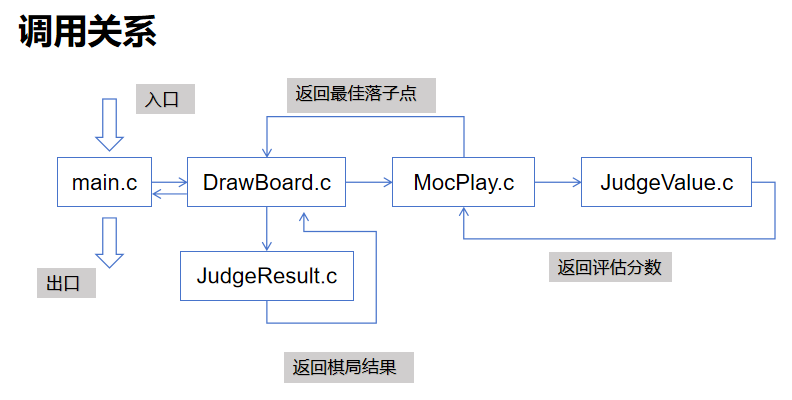 调用关系
入口
返回最佳落子点
main.c
DrawBoard.c
MocPlay.c
JudgeValue.c
出口
JudgeResult.c
返回评估分数
返回棋局结果